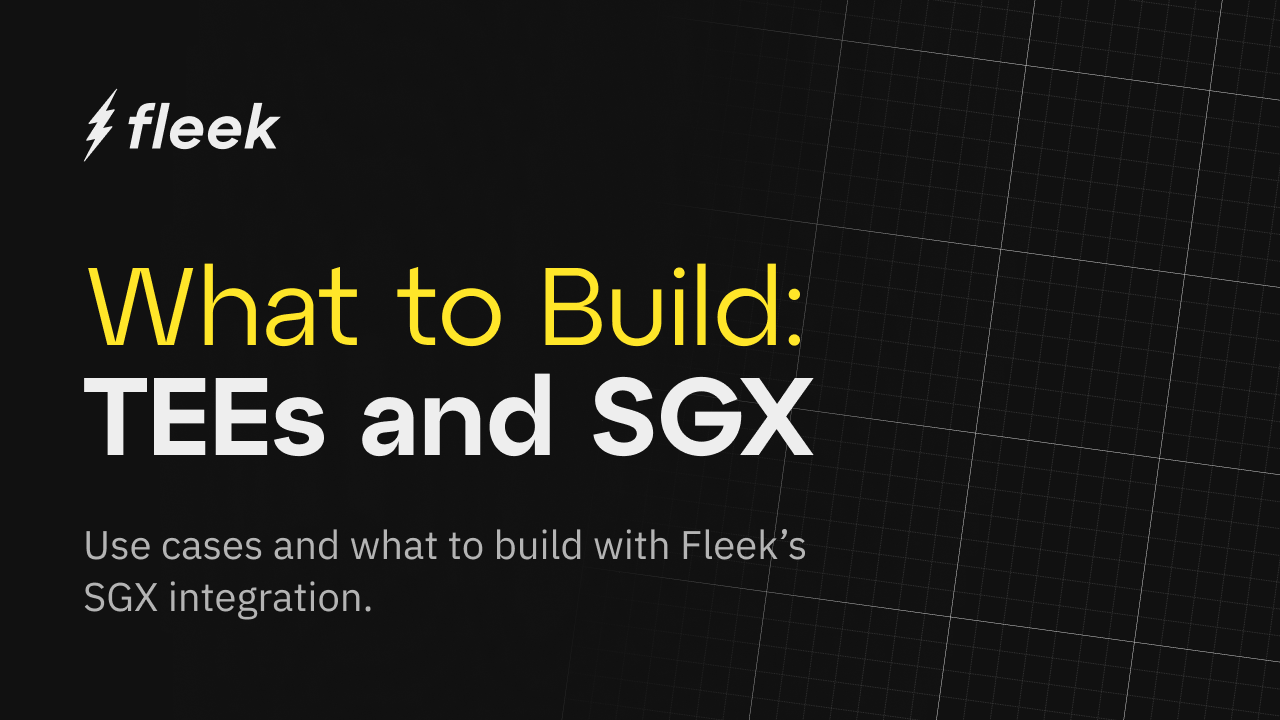 fleek
What to Build:
TEEs and SGX
Use cases and what to build with Fleek’s
SGX integration.